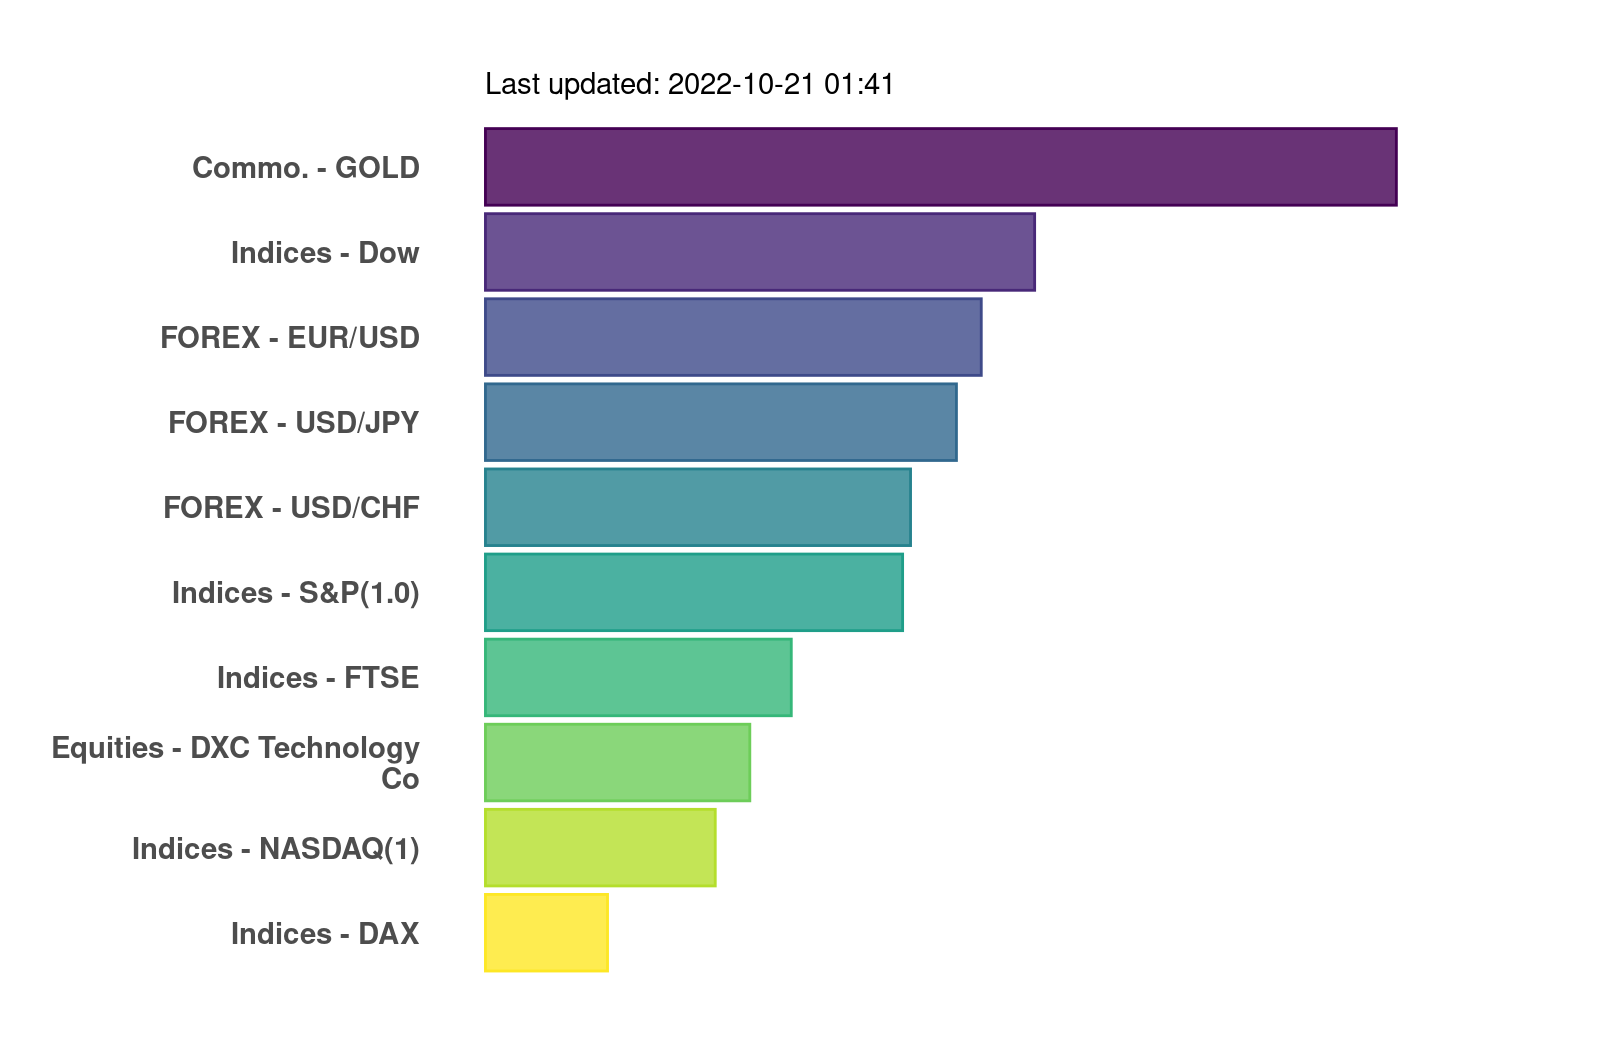 Last updated: 2022-10-21 01:41
Commo. - GOLD
Indices - Dow
FOREX - EUR/USD
FOREX - USD/JPY
FOREX - USD/CHF
Indices - S&P(1.0)
Indices - FTSE
Equities - DXC Technology
Co
Indices - NASDAQ(1)
Indices - DAX